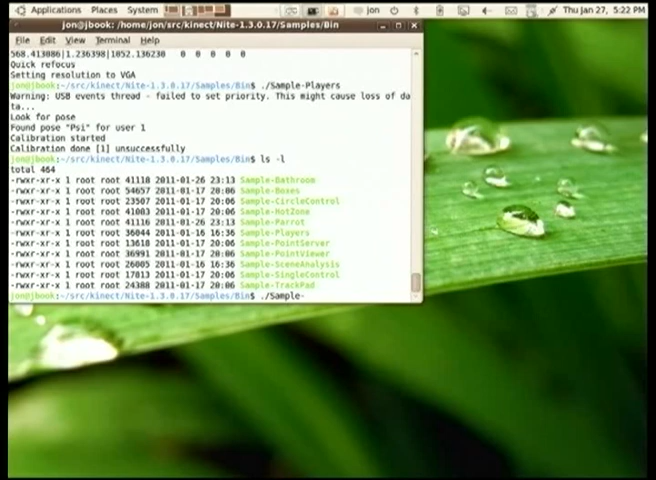 Applications Places System jon Thu Jan 27, 5:22 PM
jon@jbook: /home/jon/src/kinect/Nite-1.3.0.17/Samples/Bin
File Edit View Terminal Help
568.413086|1.236398|1052.136230 0 0 0 0 0
Quick refocus
Setting resolution to VGA
jon@jbook:~/src/kinect/Nite-1.3.0.17/Samples/Bin$ ./Sample-Players
Warning: USB events thread - failed to set priority. This might cause loss of da
ta...
Look for pose
Found pose "Psi" for user 1
Calibration started
Calibration done [1] unsuccessfully
jon@jbook:~/src/kinect/Nite-1.3.0.17/Samples/Bin$ ls -l
total 464
-rwxr-xr-x 1 root root 41118 2011-01-26 23:13 Sample-Bathroom
-rwxr-xr-x 1 root root 54657 2011-01-17 20:06 Sample-Boxes
-rwxr-xr-x 1 root root 23507 2011-01-17 20:06 Sample-CircleControl
-rwxr-xr-x 1 root root 41083 2011-01-17 20:06 Sample-HotZone
-rwxr-xr-x 1 root root 41116 2011-01-26 23:13 Sample-Parrot
-rwxr-xr-x 1 root root 36044 2011-01-16 16:36 Sample-Players
-rwxr-xr-x 1 root root 13618 2011-01-17 20:06 Sample-PointServer
-rwxr-xr-x 1 root root 36991 2011-01-17 20:06 Sample-PointViewer
-rwxr-xr-x 1 root root 26005 2011-01-16 16:36 Sample-SceneAnalysis
-rwxr-xr-x 1 root root 17813 2011-01-17 20:06 Sample-SingleControl
-rwxr-xr-x 1 root root 24388 2011-01-17 20:06 Sample-TrackPad
jon@jbook:~/src/kinect/Nite-1.3.0.17/Samples/Bin$ ./Sample-